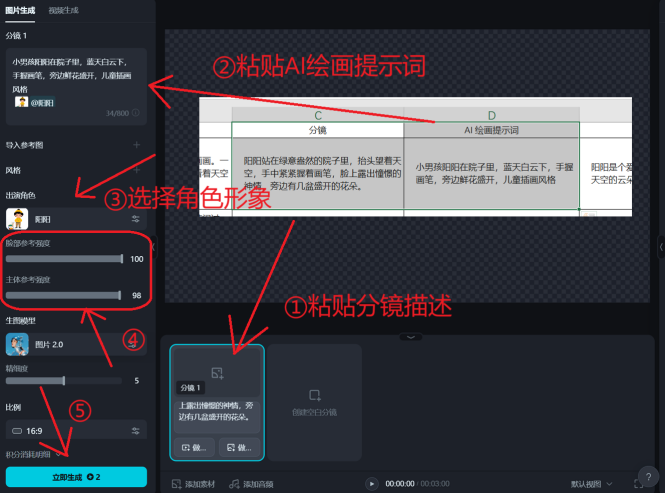 图片生成 视频生成
分镜 1
小男孩阳阳在院子里，蓝天白云下，
手握画笔，旁边鲜花盛开，儿童插画
风格
@阳阳
34/800
导入参考图
风格
出演角色
阳阳
脸部参考强度
100
主体参考强度
98
生图模型
图片 2.0
精细度
5
比例
16:9
积分消耗明细
立即生成 2
②粘贴AI绘画提示词
C D
分镜 AI 绘画提示词
画面。一
着天空
阳阳站在绿意盎然的院子里，抬头望着天
空，手中紧紧握着画笔，脸上露出憧憬的
神情，旁边有几盆盛开的花朵。
小男孩阳阳在院子里，蓝天白云下，手握
画笔，旁边鲜花盛开，儿童插画风格
阳阳是个爱
天空的云朵
③选择角色形象
①粘贴分镜描述
④
⑤
分镜 1
上露出憧憬的神情，旁
边有几盆盛开的花朵。
做... 做...
创建空白分镜
添加素材 添加音频
00:00:00 / 00:03:00
默认视图
?